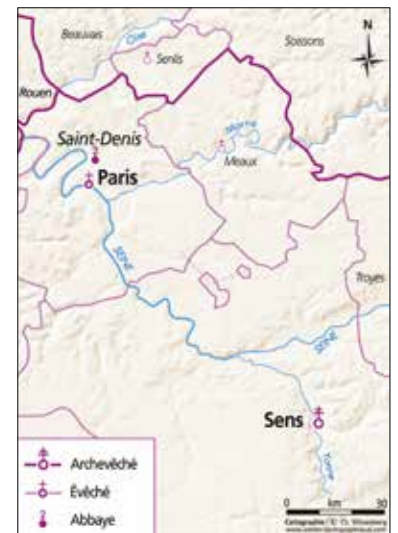 N
Beauvais
Oise
Soissons
Senlis
Rouen
Marne
Saint-Denis
Meaux
Paris
SEINE
Troyes
SEINE
Sens
Yonne
Archevêché
Évêché
Abbaye
0 km 30